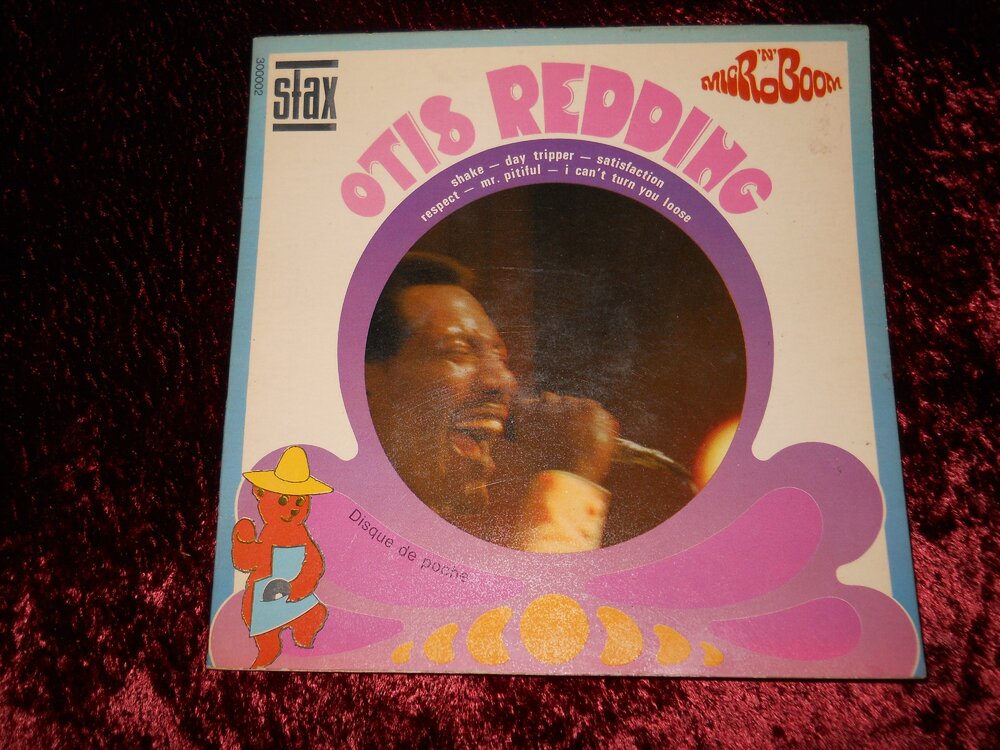 300002
stax
MICRO 'N' BOOM
OTIS REDDING
shake – day tripper – satisfaction
respect – mr. pitiful – i can't turn you loose
Disque de poche